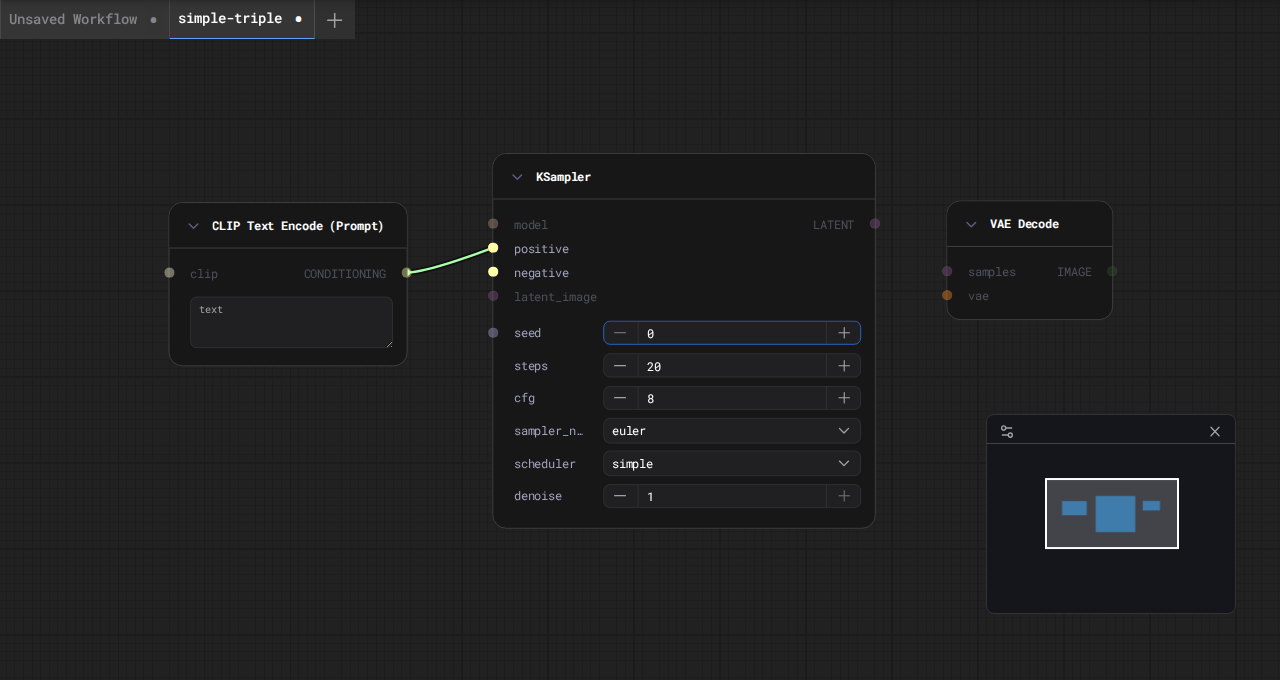 Unsaved Workflow
simple-triple
KSampler
model LATENT
positive
negative
latent_image
seed 0
steps 20
cfg 8
sampler_n… euler
scheduler simple
denoise 1
CLIP Text Encode (Prompt)
clip CONDITIONING
text
VAE Decode
samples IMAGE
vae